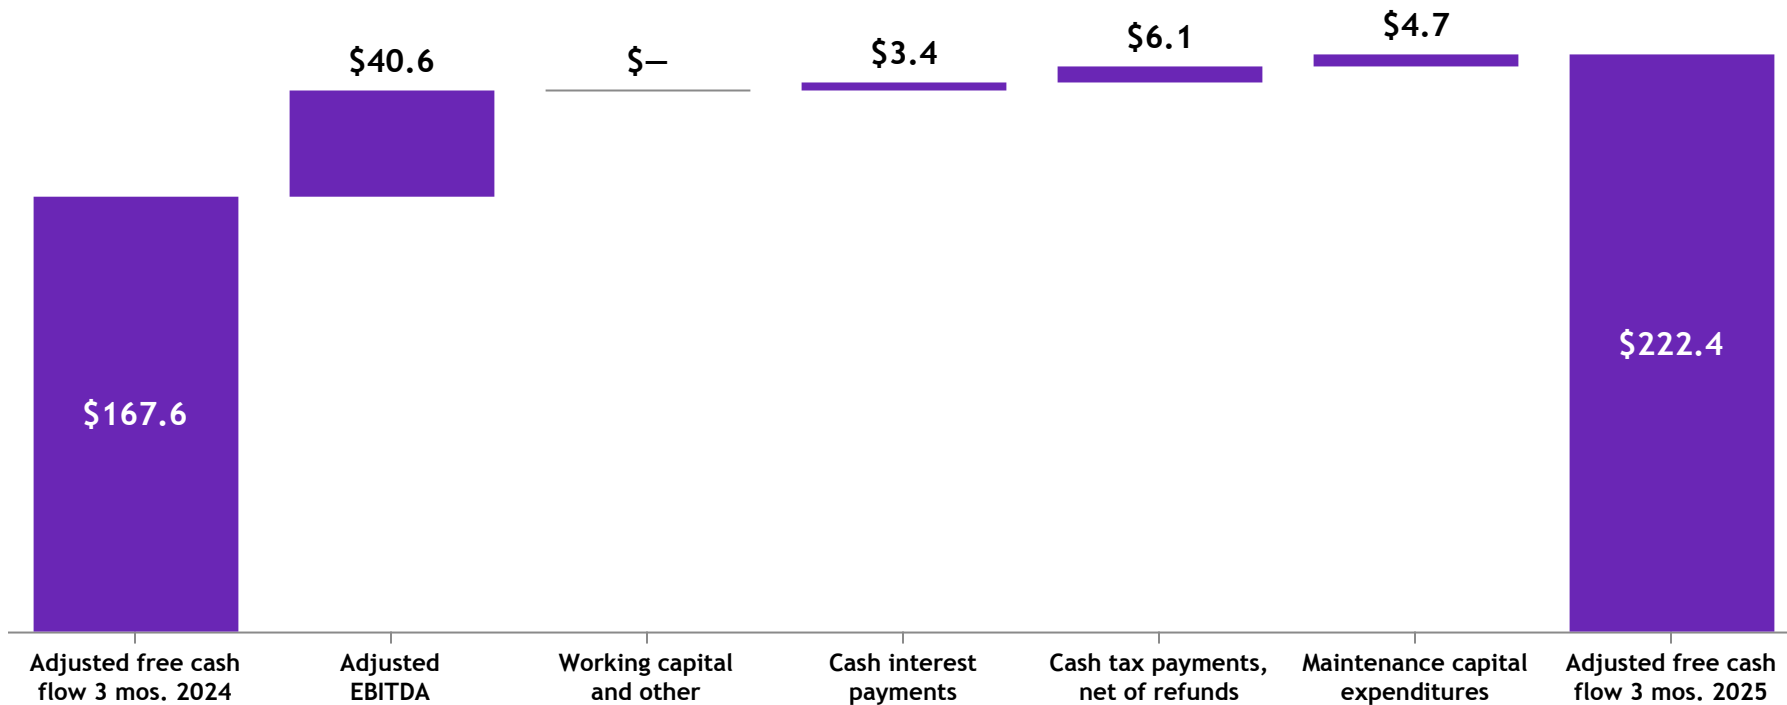 $4.7
$6.1
$3.4
$40.6
$—
$222.4
$167.6
Adjusted free cash
flow 3 mos. 2024
Adjusted
EBITDA
Working capital
and other
Cash interest
payments
Cash tax payments,
net of refunds
Maintenance capital
expenditures
Adjusted free cash
flow 3 mos. 2025